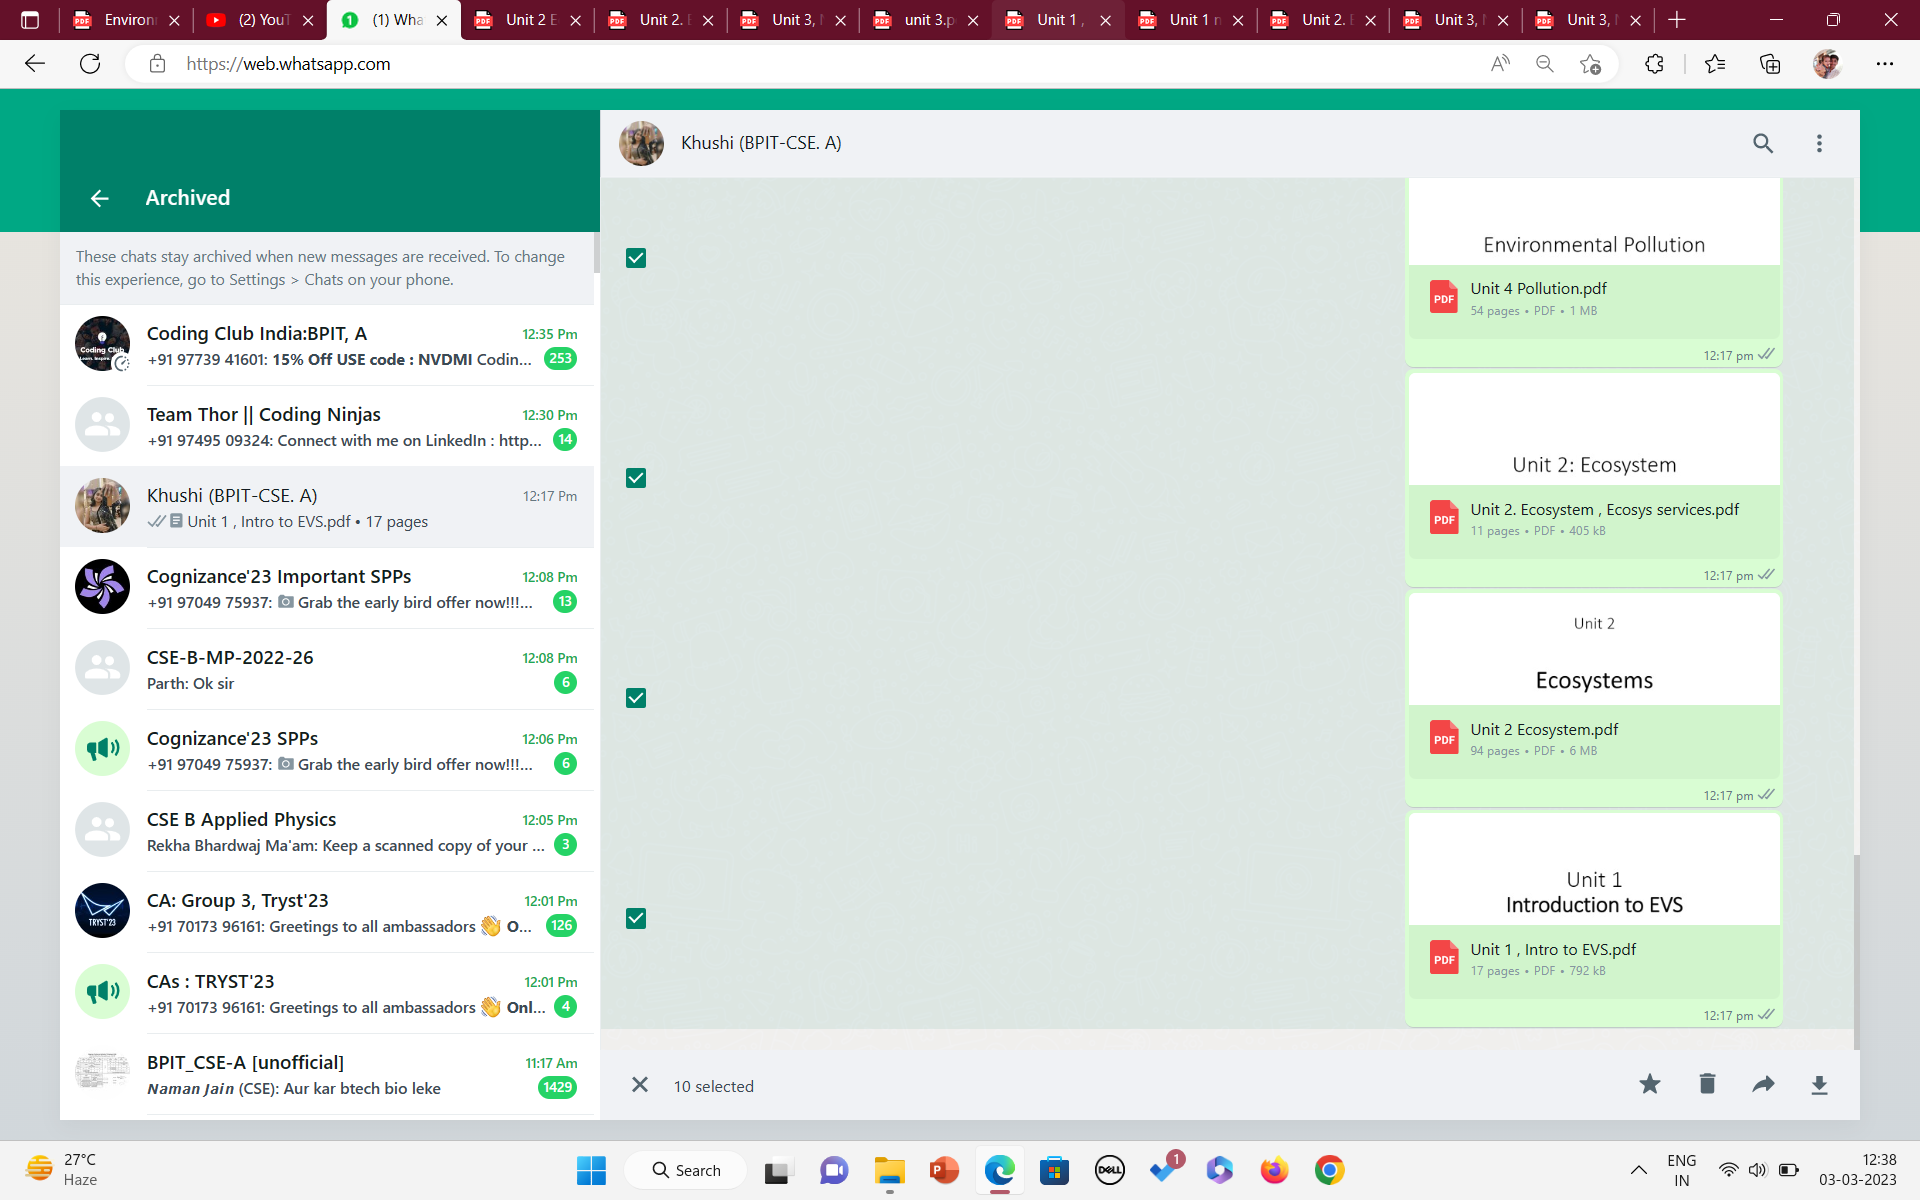 Environ
(2) YouT
(1) Wha
Unit 2 E
Unit 2. E
Unit 3,
unit 3.p
Unit 1 ,
Unit 1 n
Unit 2. E
Unit 3,
Unit 3,
https://web.whatsapp.com
Archived
These chats stay archived when new messages are received. To change
this experience, go to Settings > Chats on your phone.
Coding Club India:BPIT, A
12:35 Pm
+91 97739 41601: 15% Off USE code : NVDMI Codin...
253
Team Thor || Coding Ninjas
12:30 Pm
+91 97495 09324: Connect with me on LinkedIn : http...
14
Khushi (BPIT-CSE. A)
12:17 Pm
Unit 1 , Intro to EVS.pdf • 17 pages
Cognizance'23 Important SPPs
12:08 Pm
+91 97049 75937: Grab the early bird offer now!!!...
13
CSE-B-MP-2022-26
12:08 Pm
Parth: Ok sir
6
Cognizance'23 SPPs
12:06 Pm
+91 97049 75937: Grab the early bird offer now!!!...
6
CSE B Applied Physics
12:05 Pm
Rekha Bhardwaj Ma'am: Keep a scanned copy of your ...
3
TRYST'23
CA: Group 3, Tryst'23
12:01 Pm
+91 70173 96161: Greetings to all ambassadors 👋 O...
126
CAs : TRYST'23
12:01 Pm
+91 70173 96161: Greetings to all ambassadors 👋 Onl...
4
BPIT_CSE-A [unofficial]
11:17 Am
Naman Jain (CSE): Aur kar btech bio leke
1429
Khushi (BPIT-CSE. A)
Environmental Pollution
PDF
Unit 4 Pollution.pdf
54 pages • PDF • 1 MB
12:17 pm
Unit 2: Ecosystem
PDF
Unit 2. Ecosystem , Ecosys services.pdf
11 pages • PDF • 405 kB
12:17 pm
Unit 2
Ecosystems
PDF
Unit 2 Ecosystem.pdf
94 pages • PDF • 6 MB
12:17 pm
Unit 1
Introduction to EVS
PDF
Unit 1 , Intro to EVS.pdf
17 pages • PDF • 792 kB
12:17 pm
10 selected
27°C
Haze
Search
DELL
1
ENG
IN
12:38
03-03-2023